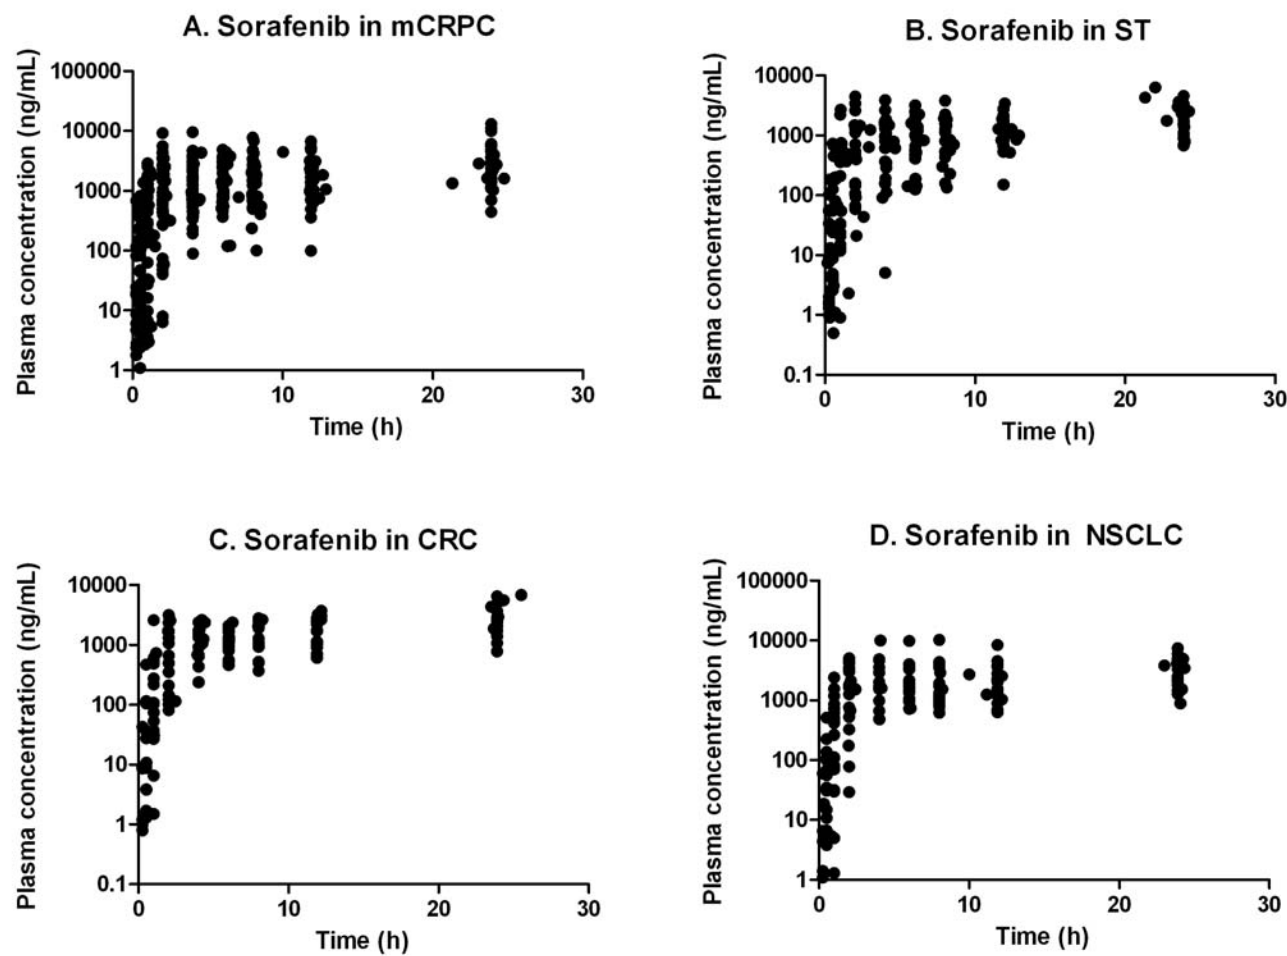 A. Sorafenib in mCRPC
Plasma concentration (ng/mL)
100000
10000
1000
100
10
1
0 10 20 30
Time (h)
B. Sorafenib in ST
Plasma concentration (ng/mL)
10000
1000
100
10
1
0.1
0 10 20 30
Time (h)
C. Sorafenib in CRC
Plasma concentration (ng/mL)
10000
1000
100
10
1
0.1
0 10 20 30
Time (h)
D. Sorafenib in NSCLC
Plasma concentration (ng/mL)
100000
10000
1000
100
10
1
0 10 20 30
Time (h)